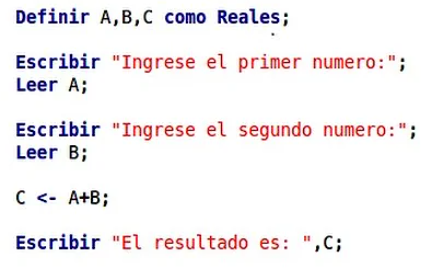 Definir A,B,C como Reales;
Escribir "Ingrese el primer numero:";
Leer A;
Escribir "Ingrese el segundo numero:";
Leer B;
C <- A+B;
Escribir "El resultado es: ",C;